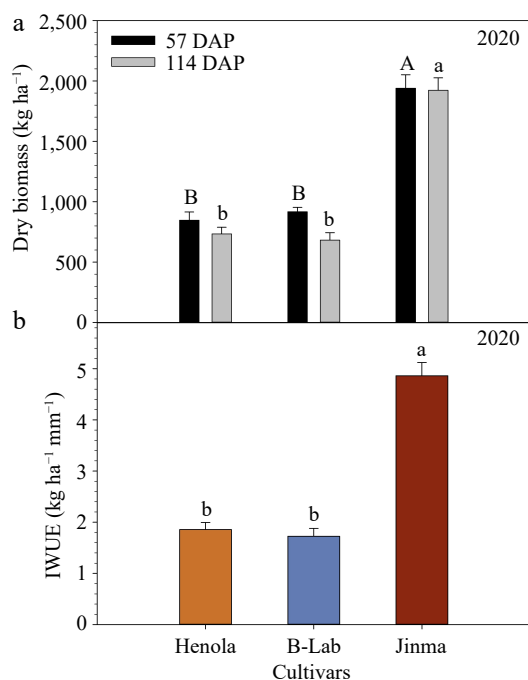 a
2,500
57 DAP
2020
114 DAP
2,000
A
a
1,500
Dry biomass (kg ha⁻¹)
1,000
B
b
B
b
500
0
b
2020
5
a
4
IWUE (kg ha⁻¹ mm⁻¹)
3
2
b
b
1
0
Henola
B-Lab
Jinma
Cultivars